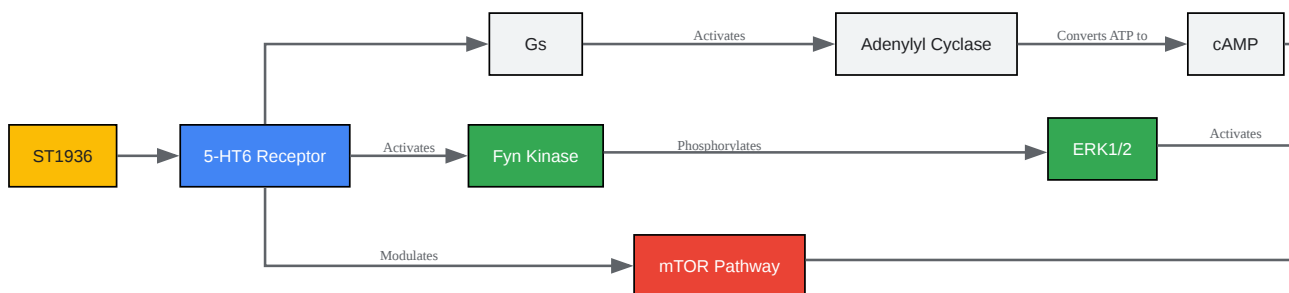 Gs
Activates
Adenylyl Cyclase
Converts ATP to
cAMP
ST1936
5-HT6 Receptor
Activates
Fyn Kinase
Phosphorylates
ERK1/2
Activates
Modulates
mTOR Pathway